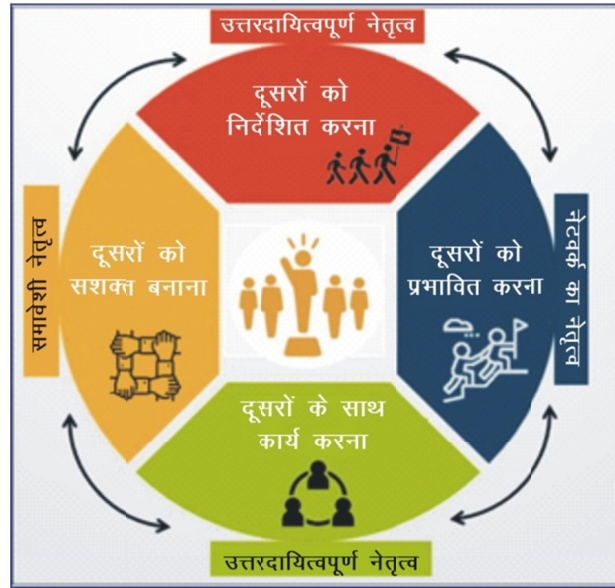 उत्तरदायित्वपूर्ण नेतृत्व
दूसरों को
निर्देशित करना
समावेशी नेतृत्व
दूसरों को
सशक्त बनाना
दूसरों को
प्रभावित करना
नेटवर्क का नेतृत्व
दूसरों के साथ
कार्य करना
उत्तरदायित्वपूर्ण नेतृत्व